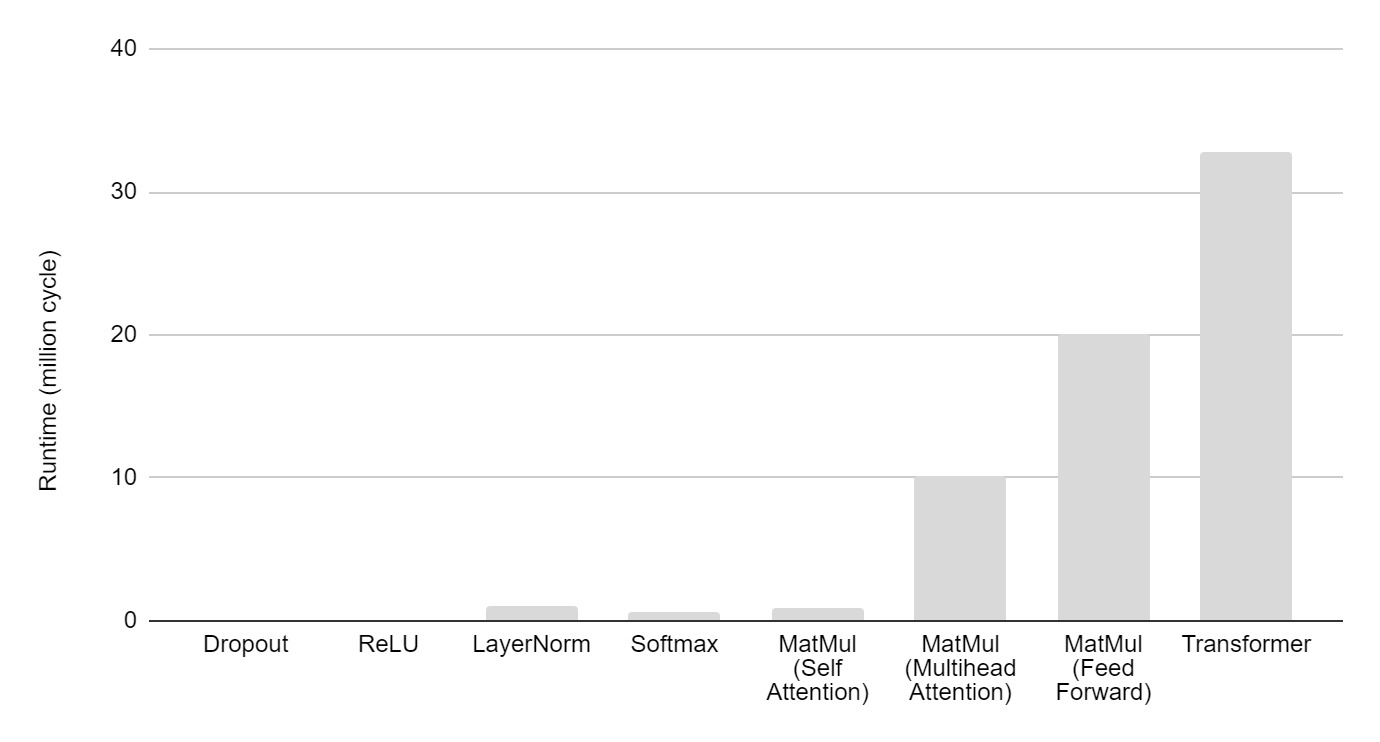 40
30
20
10
0
Runtime (million cycle)
Dropout
ReLU
LayerNorm
Softmax
MatMul
(Self
Attention)
MatMul
(Multihead
Attention)
MatMul
(Feed
Forward)
Transformer